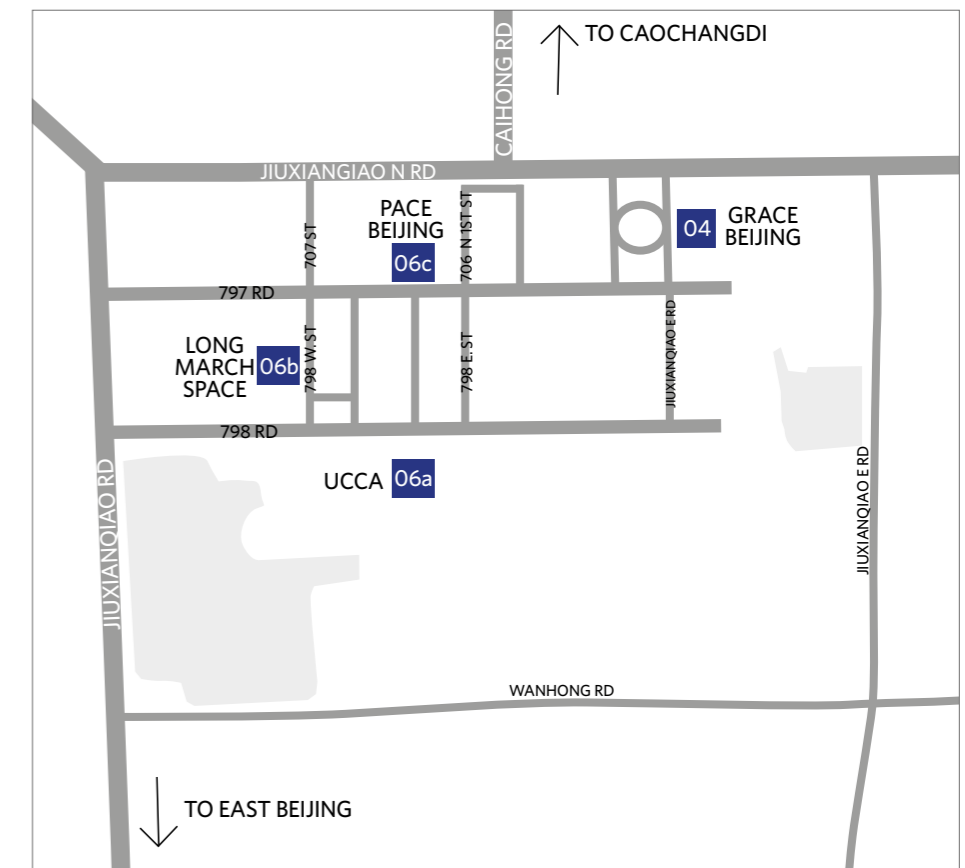 TO CAOCHANGDI
CAIHONG RD
JIUXIANGIAO N RD
PACE
BEIJING
06c
707 ST
706 N 1ST ST
04
GRACE
BEIJING
797 RD
LONG
MARCH
SPACE
06b
798 W. ST
798 E. ST
JIUXIANQIAO E RD
798 RD
UCCA
06a
JIUXIANQIAO RD
JIUXIANQIAO E RD
WANHONG RD
TO EAST BEIJING